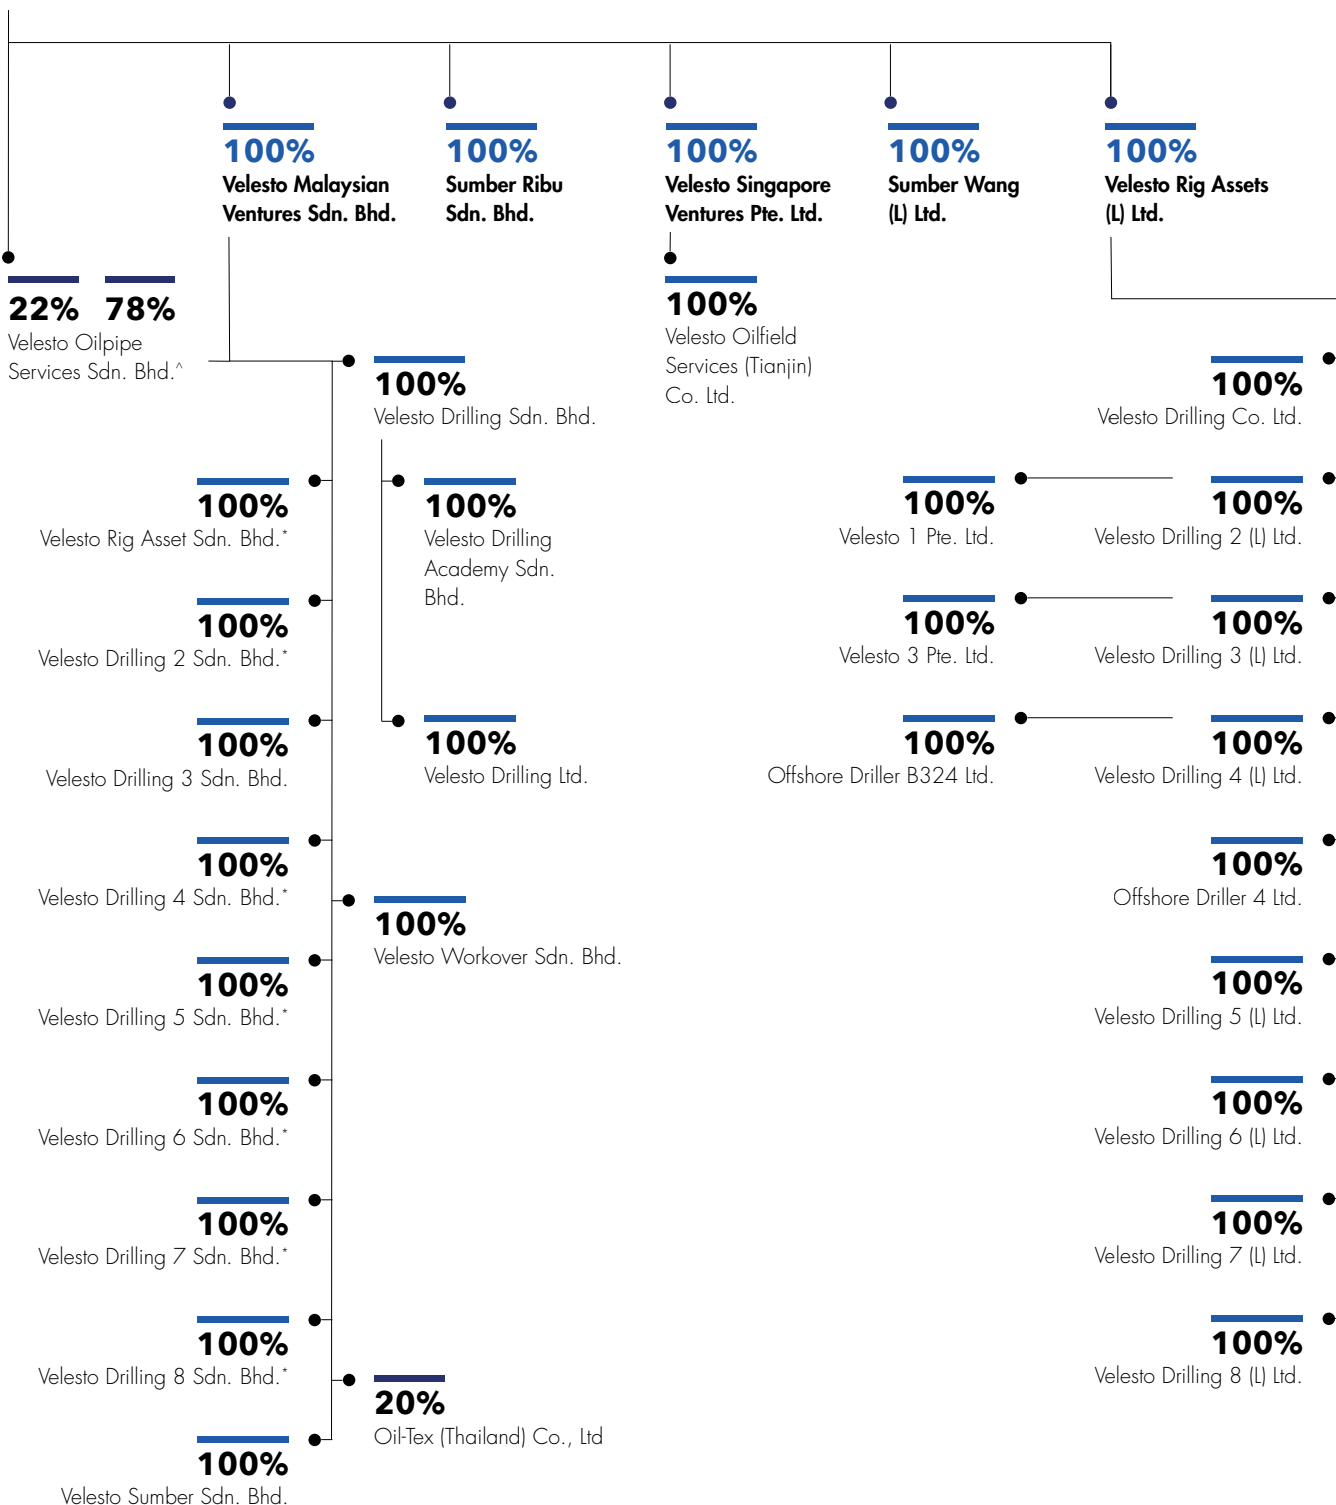 100%
Velesto Malaysian
Ventures Sdn. Bhd.
100%
Sumber Ribu
Sdn. Bhd.
100%
Velesto Singapore
Ventures Pte. Ltd.
100%
Sumber Wang
(L) Ltd.
100%
Velesto Rig Assets
(L) Ltd.
22% 78%
Velesto Oilpipe
Services Sdn. Bhd.^
100%
Velesto Oilfield
Services (Tianjin)
Co. Ltd.
100%
Velesto Drilling Sdn. Bhd.
100%
Velesto Drilling
Academy Sdn.
Bhd.
100%
Velesto Drilling Ltd.
100%
Velesto Workover Sdn. Bhd.
20%
Oil-Tex (Thailand) Co., Ltd
100%
Velesto Rig Asset Sdn. Bhd.*
100%
Velesto Drilling 2 Sdn. Bhd.*
100%
Velesto Drilling 3 Sdn. Bhd.
100%
Velesto Drilling 4 Sdn. Bhd.*
100%
Velesto Drilling 5 Sdn. Bhd.*
100%
Velesto Drilling 6 Sdn. Bhd.*
100%
Velesto Drilling 7 Sdn. Bhd.*
100%
Velesto Drilling 8 Sdn. Bhd.*
100%
Velesto Sumber Sdn. Bhd.
100%
Velesto Drilling Co. Ltd.
100%
Velesto 1 Pte. Ltd.
100%
Velesto Drilling 2 (L) Ltd.
100%
Velesto 3 Pte. Ltd.
100%
Velesto Drilling 3 (L) Ltd.
100%
Offshore Driller B324 Ltd.
100%
Velesto Drilling 4 (L) Ltd.
100%
Offshore Driller 4 Ltd.
100%
Velesto Drilling 5 (L) Ltd.
100%
Velesto Drilling 6 (L) Ltd.
100%
Velesto Drilling 7 (L) Ltd.
100%
Velesto Drilling 8 (L) Ltd.